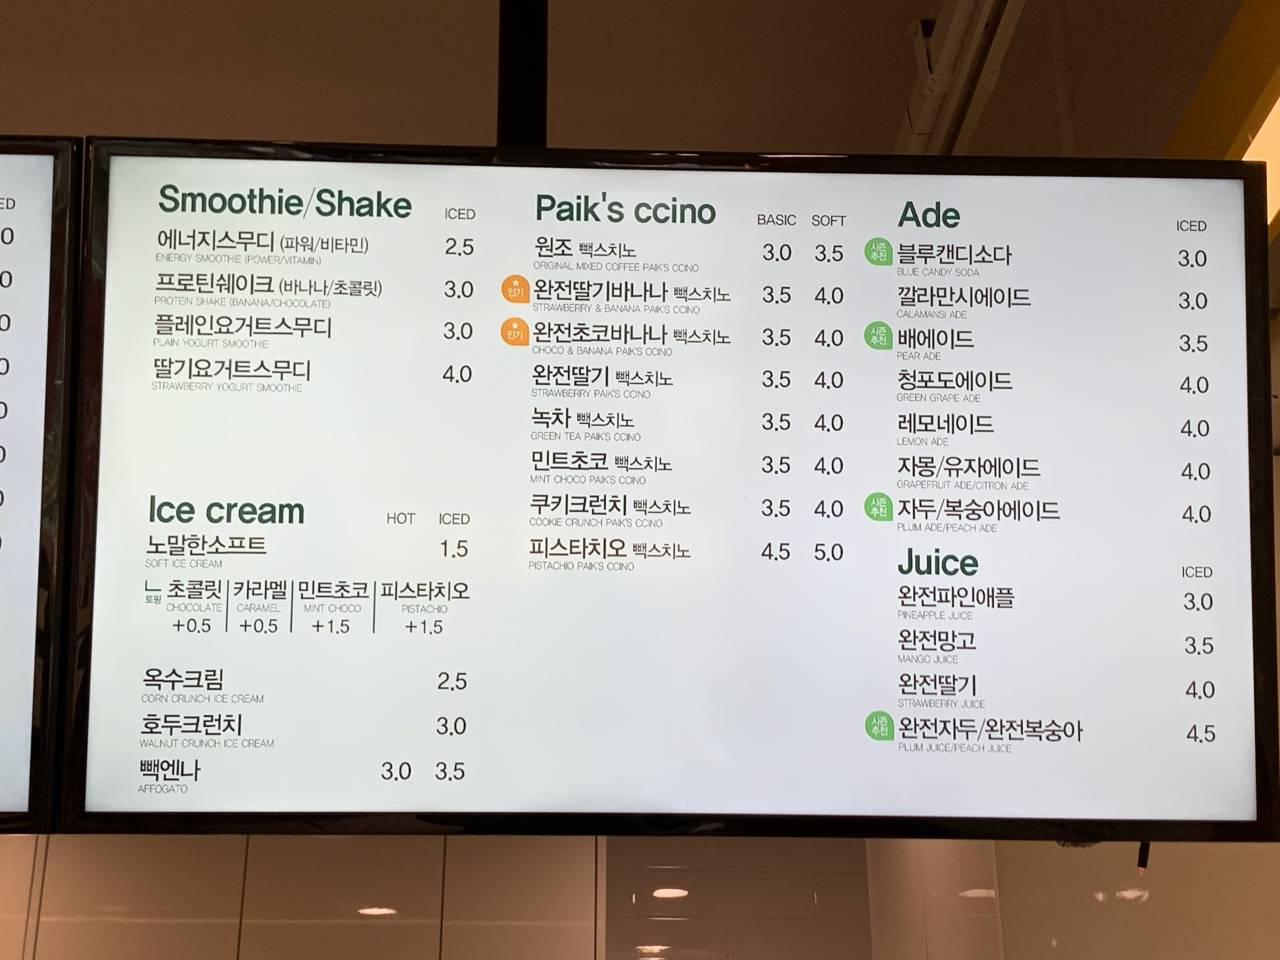 ED
0
0
0
0
0
0
0
Smoothie/Shake ICED
에너지스무디 (파워/비타민) 2.5
ENERGY SMOOTHIE (POWER/VITAMIN)
프로틴쉐이크 (바나나/초콜릿) 3.0
PROTEIN SHAKE (BANANA/CHOCOLATE)
플레인요거트스무디 3.0
PLAIN YOGURT SMOOTHIE
딸기요거트스무디 4.0
STRAWBERRY YOGURT SMOOTHIE
Ice cream HOT ICED
노말한소프트 1.5
SOFT ICE CREAM
ㄴ 초콜릿 카라멜 민트초코 피스타치오
토핑 CHOCOLATE CARAMEL MINT CHOCO PISTACHIO
+0.5 +0.5 +1.5 +1.5
옥수크림 2.5
CORN CRUNCH ICE CREAM
호두크런치 3.0
WALNUT CRUNCH ICE CREAM
빽엔나 3.0 3.5
AFFOGATO
Paik's ccino BASIC SOFT
원조 빽스치노 3.0 3.5
ORIGINAL MIXED COFFEE PAIK'S CCINO
인기 완전딸기바나나 빽스치노 3.5 4.0
STRAWBERRY & BANANA PAIK'S CCINO
인기 완전초코바나나 빽스치노 3.5 4.0
CHOCO & BANANA PAIK'S CCINO
완전딸기 빽스치노 3.5 4.0
STRAWBERRY PAIK'S CCINO
녹차 빽스치노 3.5 4.0
GREEN TEA PAIK'S CCINO
민트초코 빽스치노 3.5 4.0
MINT CHOCO PAIK'S CCINO
쿠키크런치 빽스치노 3.5 4.0
COOKIE CRUNCH PAIK'S CCINO
피스타치오 빽스치노 4.5 5.0
PISTACHIO PAIK'S CCINO
Ade ICED
시즌 추천 블루캔디소다 3.0
BLUE CANDY SODA
깔라만시에이드 3.0
CALAMANSI ADE
시즌 추천 배에이드 3.5
PEAR ADE
청포도에이드 4.0
GREEN GRAPE ADE
레모네이드 4.0
LEMON ADE
자몽/유자에이드 4.0
GRAPEFRUIT ADE/CITRON ADE
시즌 추천 자두/복숭아에이드 4.0
PLUM ADE/PEACH ADE
Juice ICED
완전파인애플 3.0
PINEAPPLE JUICE
완전망고 3.5
MANGO JUICE
완전딸기 4.0
STRAWBERRY JUICE
시즌 추천 완전자두/완전복숭아 4.5
PLUM JUICE/PEACH JUICE